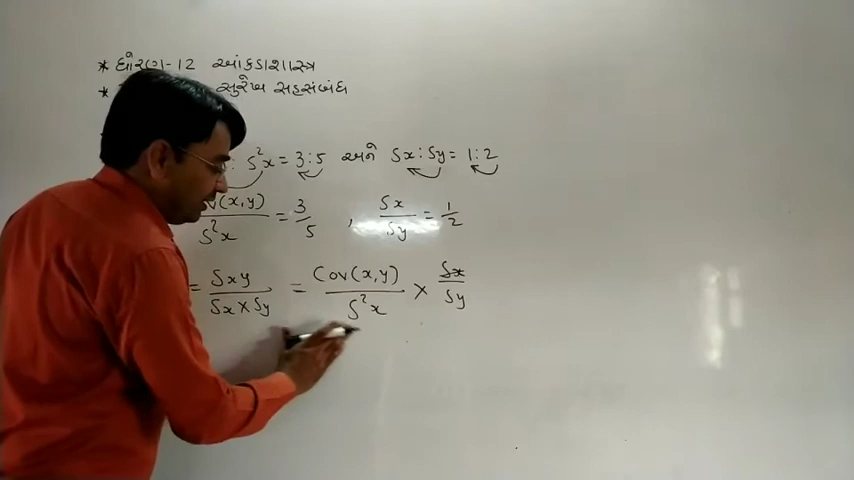 * ધોરણ-12 આંકડાશાસ્ત્ર
* સુરેખ સહસંબંધ
: S²x = 3:5 અને Sx:Sy = 1:2
Cov(x,y)/S²x = 3/5 , Sx/Sy = 1/2
= Sxy/Sx×Sy = Cov(x,y)/S²x × Sx/Sy